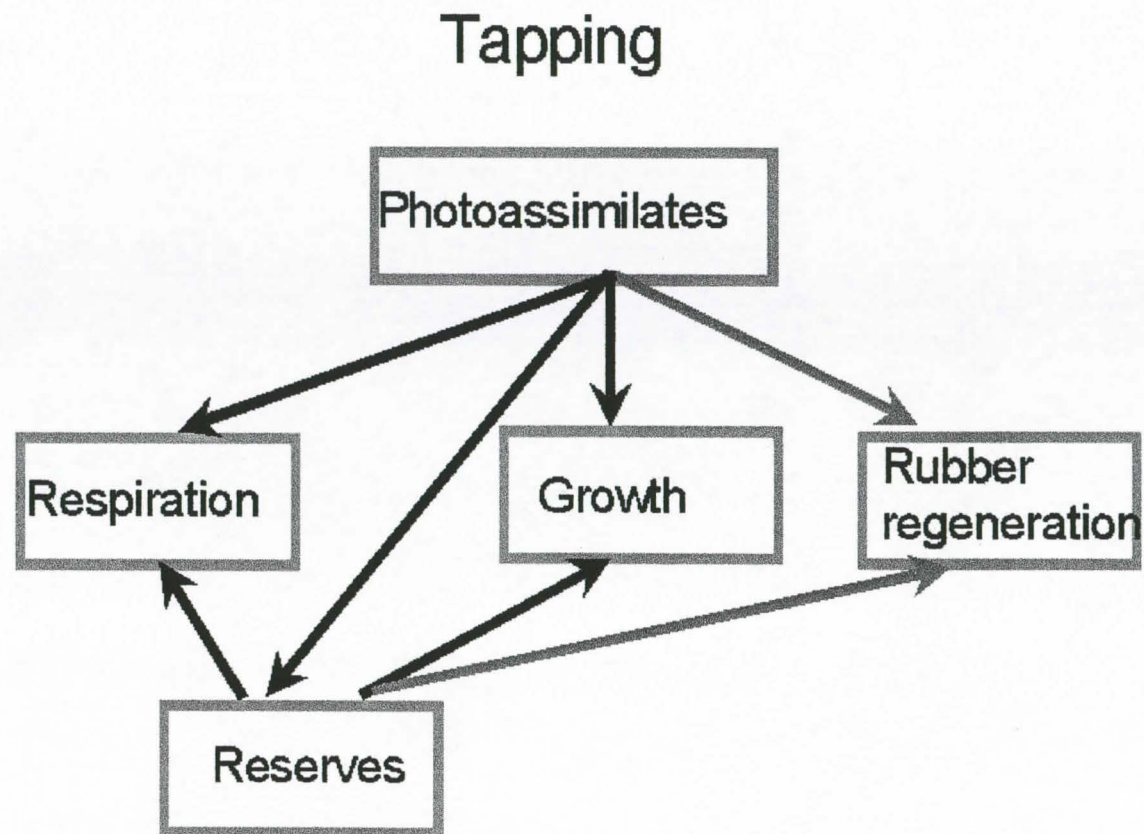 Tapping
Photoassimilates
Respiration
Growth
Rubber
regeneration
Reserves